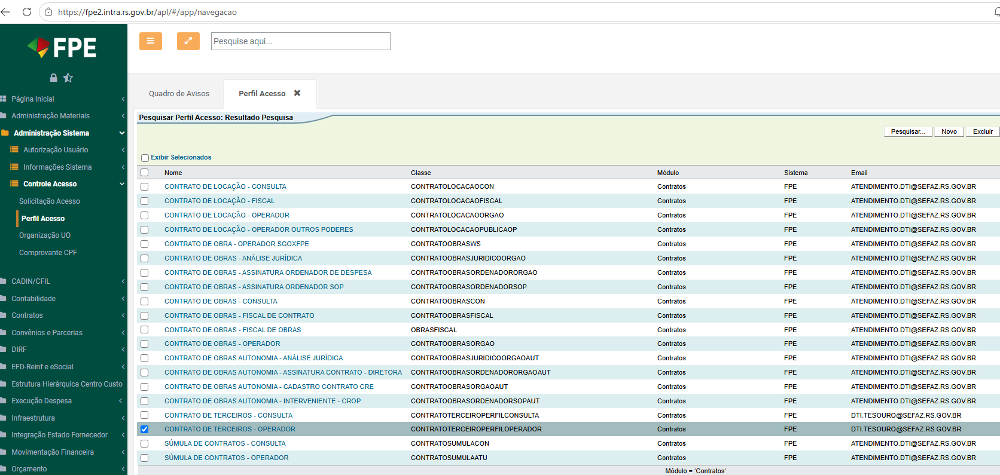 https://fpe2.intra.rs.gov.br/apl/#/app/navegacao
FPE
Pesquise aqui...
Página Inicial
Administração Materiais
Administração Sistema
Autorização Usuário
Informações Sistema
Controle Acesso
Solicitação Acesso
Perfil Acesso
Organização UO
Comprovante CPF
CADIN/CFIL
Contabilidade
Contratos
Convênios e Parcerias
DIRF
EFD-Reinf e eSocial
Estrutura Hierárquica Centro Custo
Execução Despesa
Infraestrutura
Integração Estado Fornecedor
Movimentação Financeira
Orçamento
Quadro de Avisos Perfil Acesso
Pesquisar Perfil Acesso: Resultado Pesquisa
Pesquisar... Novo Excluir
Exibir Selecionados
Nome Classe Módulo Sistema Email
CONTRATO DE LOCAÇÃO - CONSULTA CONTRATOLOCACAOCON Contratos FPE ATENDIMENTO.DTI@SEFAZ.RS.GOV.BR
CONTRATO DE LOCAÇÃO - FISCAL CONTRATOLOCACAOFISCAL Contratos FPE ATENDIMENTO.DTI@SEFAZ.RS.GOV.BR
CONTRATO DE LOCAÇÃO - OPERADOR CONTRATOLOCACAOORGAO Contratos FPE ATENDIMENTO.DTI@SEFAZ.RS.GOV.BR
CONTRATO DE LOCAÇÃO - OPERADOR OUTROS PODERES CONTRATOLOCACAOPUBLICAOP Contratos FPE ATENDIMENTO.DTI@SEFAZ.RS.GOV.BR
CONTRATO DE OBRA - OPERADOR SGOXFPE CONTRATOOBRASWS Contratos FPE ATENDIMENTO.DTI@SEFAZ.RS.GOV.BR
CONTRATO DE OBRAS - ANÁLISE JURÍDICA CONTRATOOBRASJURIDICOORGAO Contratos FPE ATENDIMENTO.DTI@SEFAZ.RS.GOV.BR
CONTRATO DE OBRAS - ASSINATURA ORDENADOR DE DESPESA CONTRATOOBRASORDENADORORGAO Contratos FPE ATENDIMENTO.DTI@SEFAZ.RS.GOV.BR
CONTRATO DE OBRAS - ASSINATURA ORDENADOR SOP CONTRATOOBRASORDENADORSOP Contratos FPE ATENDIMENTO.DTI@SEFAZ.RS.GOV.BR
CONTRATO DE OBRAS - CONSULTA CONTRATOOBRASCON Contratos FPE ATENDIMENTO.DTI@SEFAZ.RS.GOV.BR
CONTRATO DE OBRAS - FISCAL DE CONTRATO CONTRATOOBRASFISCAL Contratos FPE ATENDIMENTO.DTI@SEFAZ.RS.GOV.BR
CONTRATO DE OBRAS - FISCAL DE OBRAS OBRASFISCAL Contratos FPE ATENDIMENTO.DTI@SEFAZ.RS.GOV.BR
CONTRATO DE OBRAS - OPERADOR CONTRATOOBRASORGAO Contratos FPE ATENDIMENTO.DTI@SEFAZ.RS.GOV.BR
CONTRATO DE OBRAS AUTONOMIA - ANÁLISE JURÍDICA CONTRATOOBRASJURIDICOORGAOAUT Contratos FPE ATENDIMENTO.DTI@SEFAZ.RS.GOV.BR
CONTRATO DE OBRAS AUTONOMIA - ASSINATURA CONTRATO - DIRETORA CONTRATOOBRASORDENADORORGAOAUT Contratos FPE ATENDIMENTO.DTI@SEFAZ.RS.GOV.BR
CONTRATO DE OBRAS AUTONOMIA - CADASTRO CONTRATO CRE CONTRATOOBRASORGAOAUT Contratos FPE ATENDIMENTO.DTI@SEFAZ.RS.GOV.BR
CONTRATO DE OBRAS AUTONOMIA - INTERVENIENTE - CROP CONTRATOOBRASORDENADORSOPAUT Contratos FPE ATENDIMENTO.DTI@SEFAZ.RS.GOV.BR
CONTRATO DE TERCEIROS - CONSULTA CONTRATOTERCEIROPERFILCONSULTA Contratos FPE DTI.TESOURO@SEFAZ.RS.GOV.BR
CONTRATO DE TERCEIROS - OPERADOR CONTRATOTERCEIROPERFILOPERADOR Contratos FPE DTI.TESOURO@SEFAZ.RS.GOV.BR
SÚMULA DE CONTRATOS - CONSULTA CONTRATOSUMULACON Contratos FPE ATENDIMENTO.DTI@SEFAZ.RS.GOV.BR
SÚMULA DE CONTRATOS - OPERADOR CONTRATOSUMULAATU Contratos FPE ATENDIMENTO.DTI@SEFAZ.RS.GOV.BR
Módulo = 'Contratos'